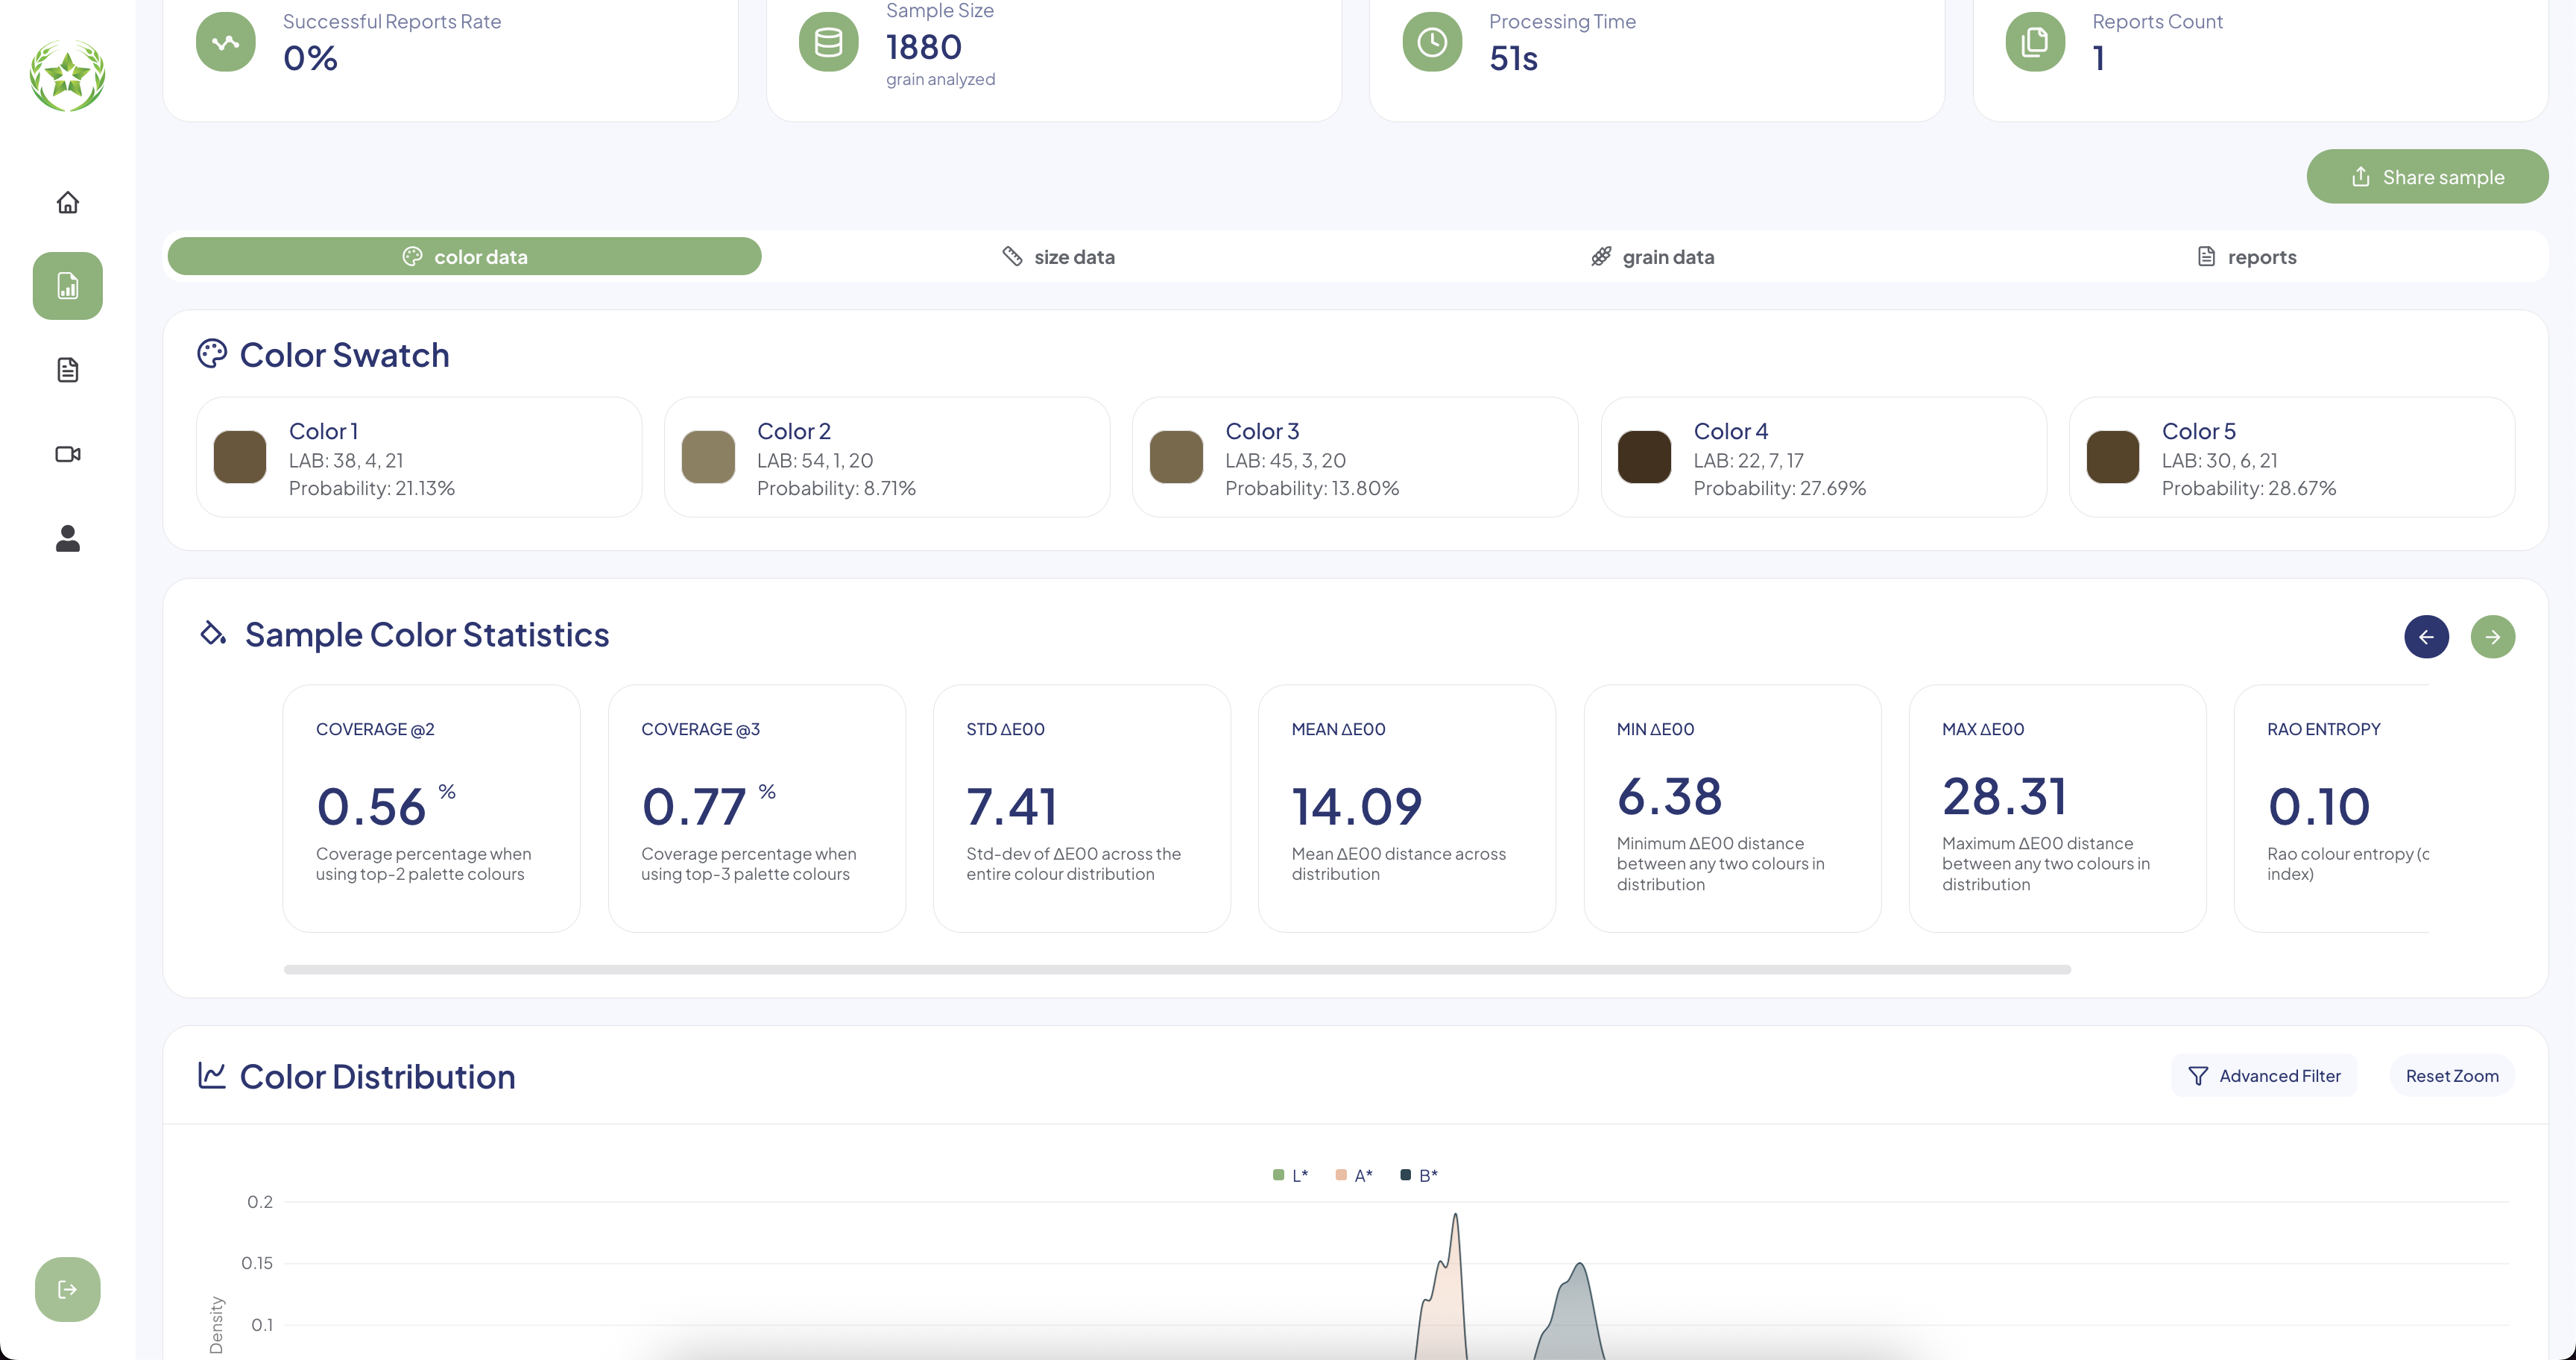 Successful Reports Rate
0%
Sample Size
1880
grain analyzed
Processing Time
51s
Reports Count
1
Share sample
color data
size data
grain data
reports
Color Swatch
Color 1
LAB: 38, 4, 21
Probability: 21.13%
Color 2
LAB: 54, 1, 20
Probability: 8.71%
Color 3
LAB: 45, 3, 20
Probability: 13.80%
Color 4
LAB: 22, 7, 17
Probability: 27.69%
Color 5
LAB: 30, 6, 21
Probability: 28.67%
Sample Color Statistics
COVERAGE @2
0.56 %
Coverage percentage when
using top-2 palette colours
COVERAGE @3
0.77 %
Coverage percentage when
using top-3 palette colours
STD ΔE00
7.41
Std-dev of ΔE00 across the
entire colour distribution
MEAN ΔE00
14.09
Mean ΔE00 distance across
distribution
MIN ΔE00
6.38
Minimum ΔE00 distance
between any two colours in
distribution
MAX ΔE00
28.31
Maximum ΔE00 distance
between any two colours in
distribution
RAO ENTROPY
0.10
Rao colour entropy (c
index)
Color Distribution
Advanced Filter
Reset Zoom
L*
A*
B*
0.2
0.15
0.1
Density